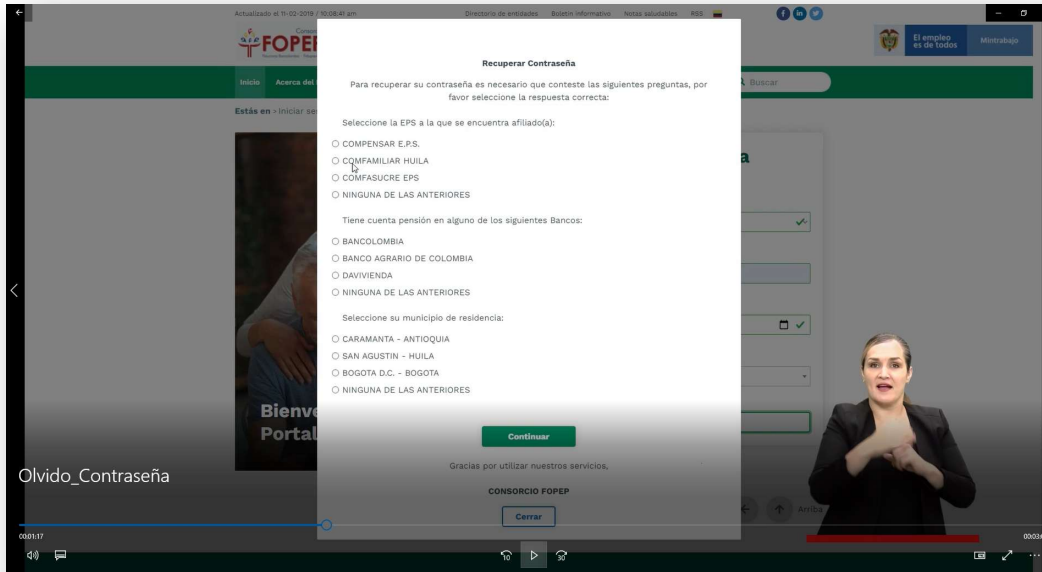 Actualizado el 11-02-2019 / 10:08:41 am
Directorio de entidades Boletín informativo Notas saludables RSS
FOPEP
El empleo
es de todos
Mintrabajo
Inicio Acerca del
Buscar
Estás en > Iniciar se
Recuperar Contraseña
Para recuperar su contraseña es necesario que conteste las siguientes preguntas, por
favor seleccione la respuesta correcta:
Seleccione la EPS a la que se encuentra afiliado(a):
COMPENSAR E.P.S.
COMFAMILIAR HUILA
COMFASUCRE EPS
NINGUNA DE LAS ANTERIORES
Tiene cuenta pensión en alguno de los siguientes Bancos:
BANCOLOMBIA
BANCO AGRARIO DE COLOMBIA
DAVIVIENDA
NINGUNA DE LAS ANTERIORES
Seleccione su municipio de residencia:
CARAMANTA - ANTIOQUIA
SAN AGUSTIN - HUILA
BOGOTA D.C. - BOGOTA
NINGUNA DE LAS ANTERIORES
Continuar
Gracias por utilizar nuestros servicios,
CONSORCIO FOPEP
Cerrar
a
Bienve
Portal
Arriba
Olvido_Contraseña
00:01:17
00:03:
10
30